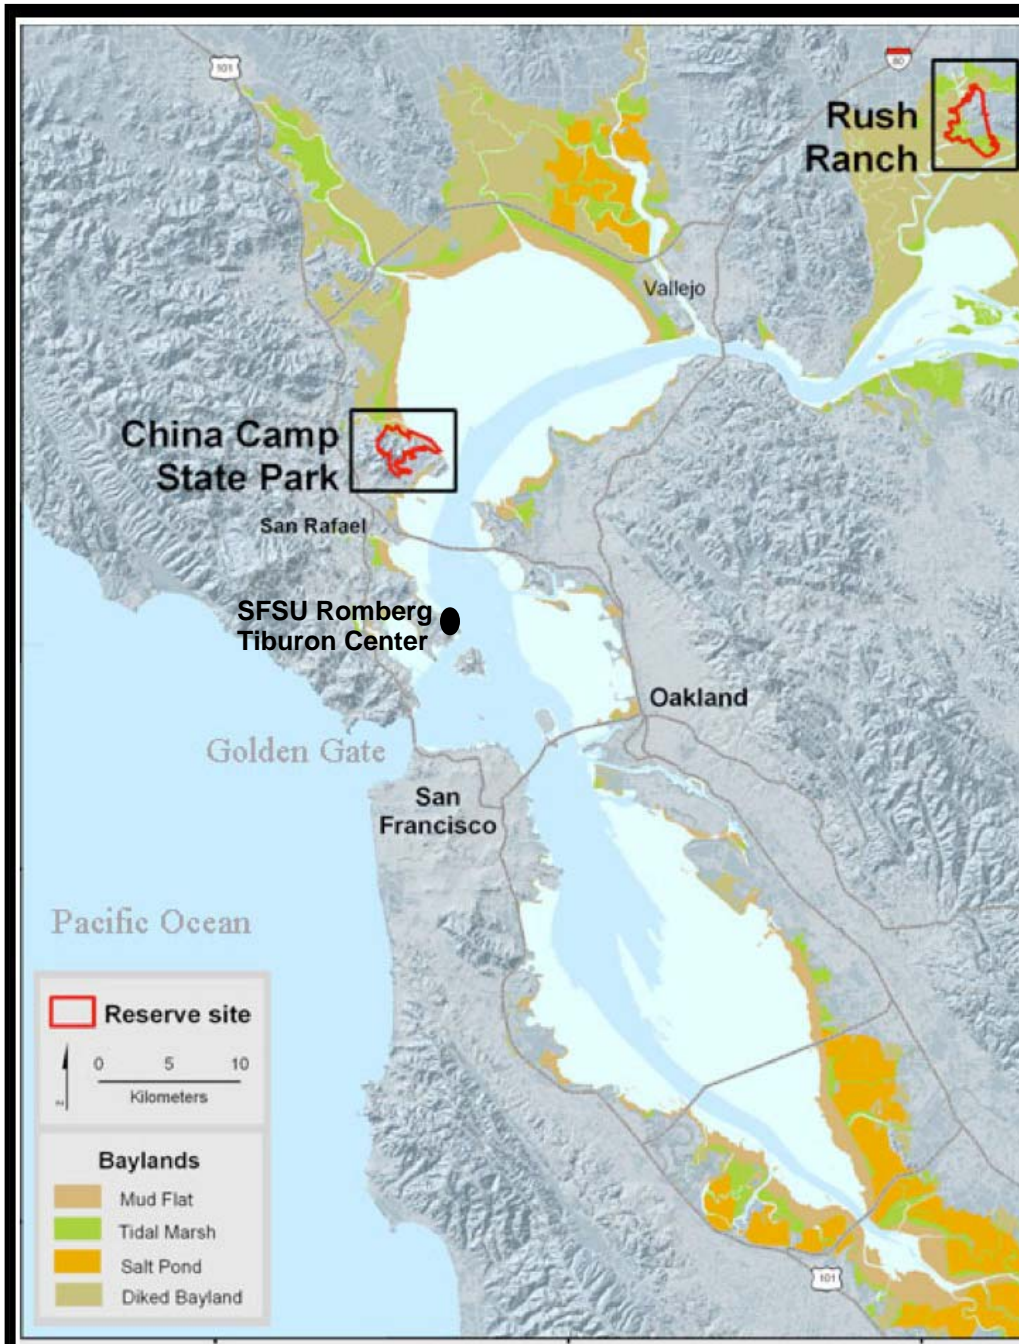 101
80
Rush
Ranch
Vallejo
China Camp
State Park
San Rafael
SFSU Romberg
Tiburon Center
Oakland
Golden Gate
San
Francisco
Pacific Ocean
Reserve site
0 5 10
Kilometers
N
Baylands
Mud Flat
Tidal Marsh
Salt Pond
Diked Bayland
101